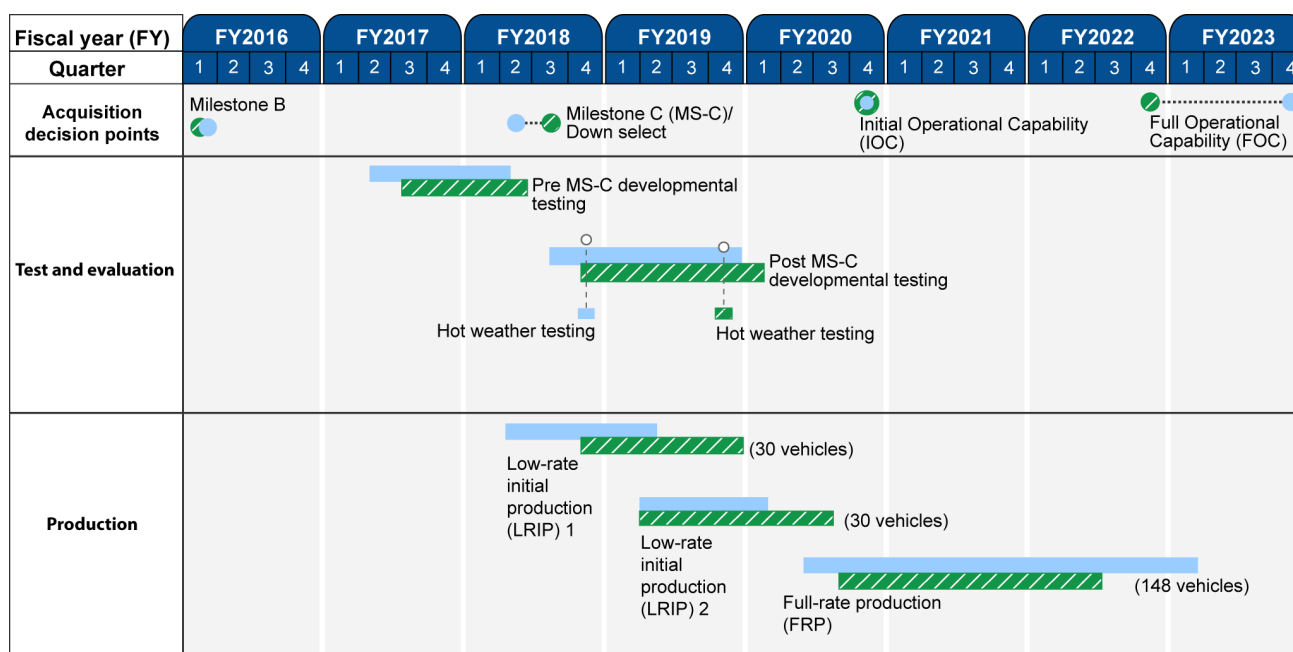 Fiscal year (FY) FY2016 FY2017 FY2018 FY2019 FY2020 FY2021 FY2022 FY2023
Quarter 1 2 3 4 1 2 3 4 1 2 3 4 1 2 3 4 1 2 3 4 1 2 3 4 1 2 3 4 1 2 3 4
Acquisition
decision points
Milestone B
Milestone C (MS-C)/
Down select
Initial Operational Capability
(IOC)
Full Operational
Capability (FOC)
Test and evaluation
Pre MS-C developmental
testing
Post MS-C
developmental testing
Hot weather testing
Hot weather testing
Production
(30 vehicles)
Low-rate
initial
production
(LRIP) 1
(30 vehicles)
Low-rate
initial
production
(LRIP) 2
(148 vehicles)
Full-rate production
(FRP)